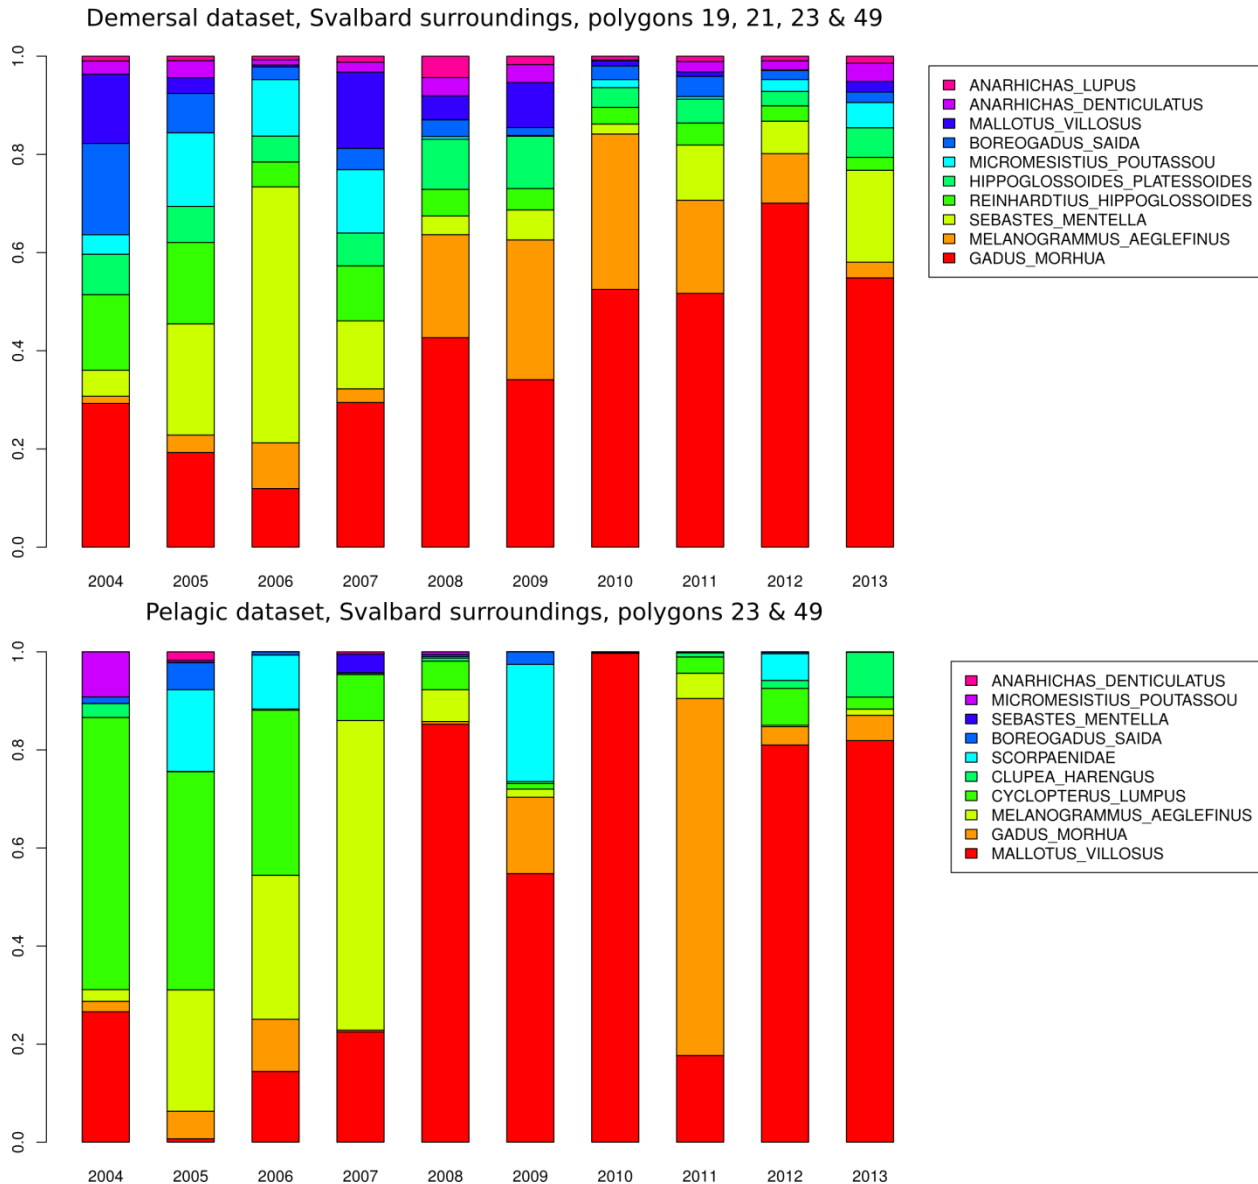 Demersal dataset, Svalbard surroundings, polygons 19, 21, 23 & 49
1.0
0.8
0.6
0.4
0.2
0.0
2004 2005 2006 2007 2008 2009 2010 2011 2012 2013
ANARHICHAS_LUPUS
ANARHICHAS_DENTICULATUS
MALLOTUS_VILLOSUS
BOREOGADUS_SAIDA
MICROMESISTIUS_POUTASSOU
HIPPOGLOSSOIDES_PLATESSOIDES
REINHARDTIUS_HIPPOGLOSSOIDES
SEBASTES_MENTELLA
MELANOGRAMMUS_AEGLEFINUS
GADUS_MORHUA
Pelagic dataset, Svalbard surroundings, polygons 23 & 49
1.0
0.8
0.6
0.4
0.2
0.0
2004 2005 2006 2007 2008 2009 2010 2011 2012 2013
ANARHICHAS_DENTICULATUS
MICROMESISTIUS_POUTASSOU
SEBASTES_MENTELLA
BOREOGADUS_SAIDA
SCORPAENIDAE
CLUPEA_HARENGUS
CYCLOPTERUS_LUMPUS
MELANOGRAMMUS_AEGLEFINUS
GADUS_MORHUA
MALLOTUS_VILLOSUS